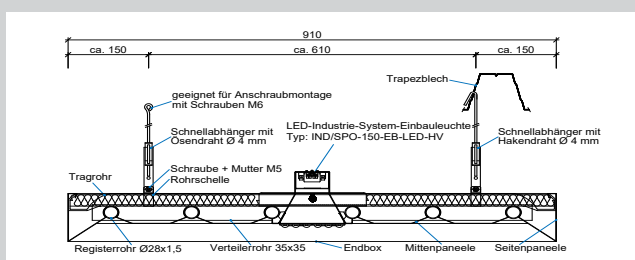 910
ca. 150
ca. 610
ca. 150
Trapezblech
geeignet für Anschraubmontage
mit Schrauben M6
LED-Industrie-System-Einbauleuchte
Typ: IND/SPO-150-EB-LED-HV
Schnellabhänger mit
Ösendraht Ø 4 mm
Schnellabhänger mit
Hakendraht Ø 4 mm
Schraube + Mutter M5
Rohrschelle
Tragrohr
Registerrohr Ø28x1,5
Verteilerrohr 35x35
Endbox
Mittenpaneele
Seitenpaneele